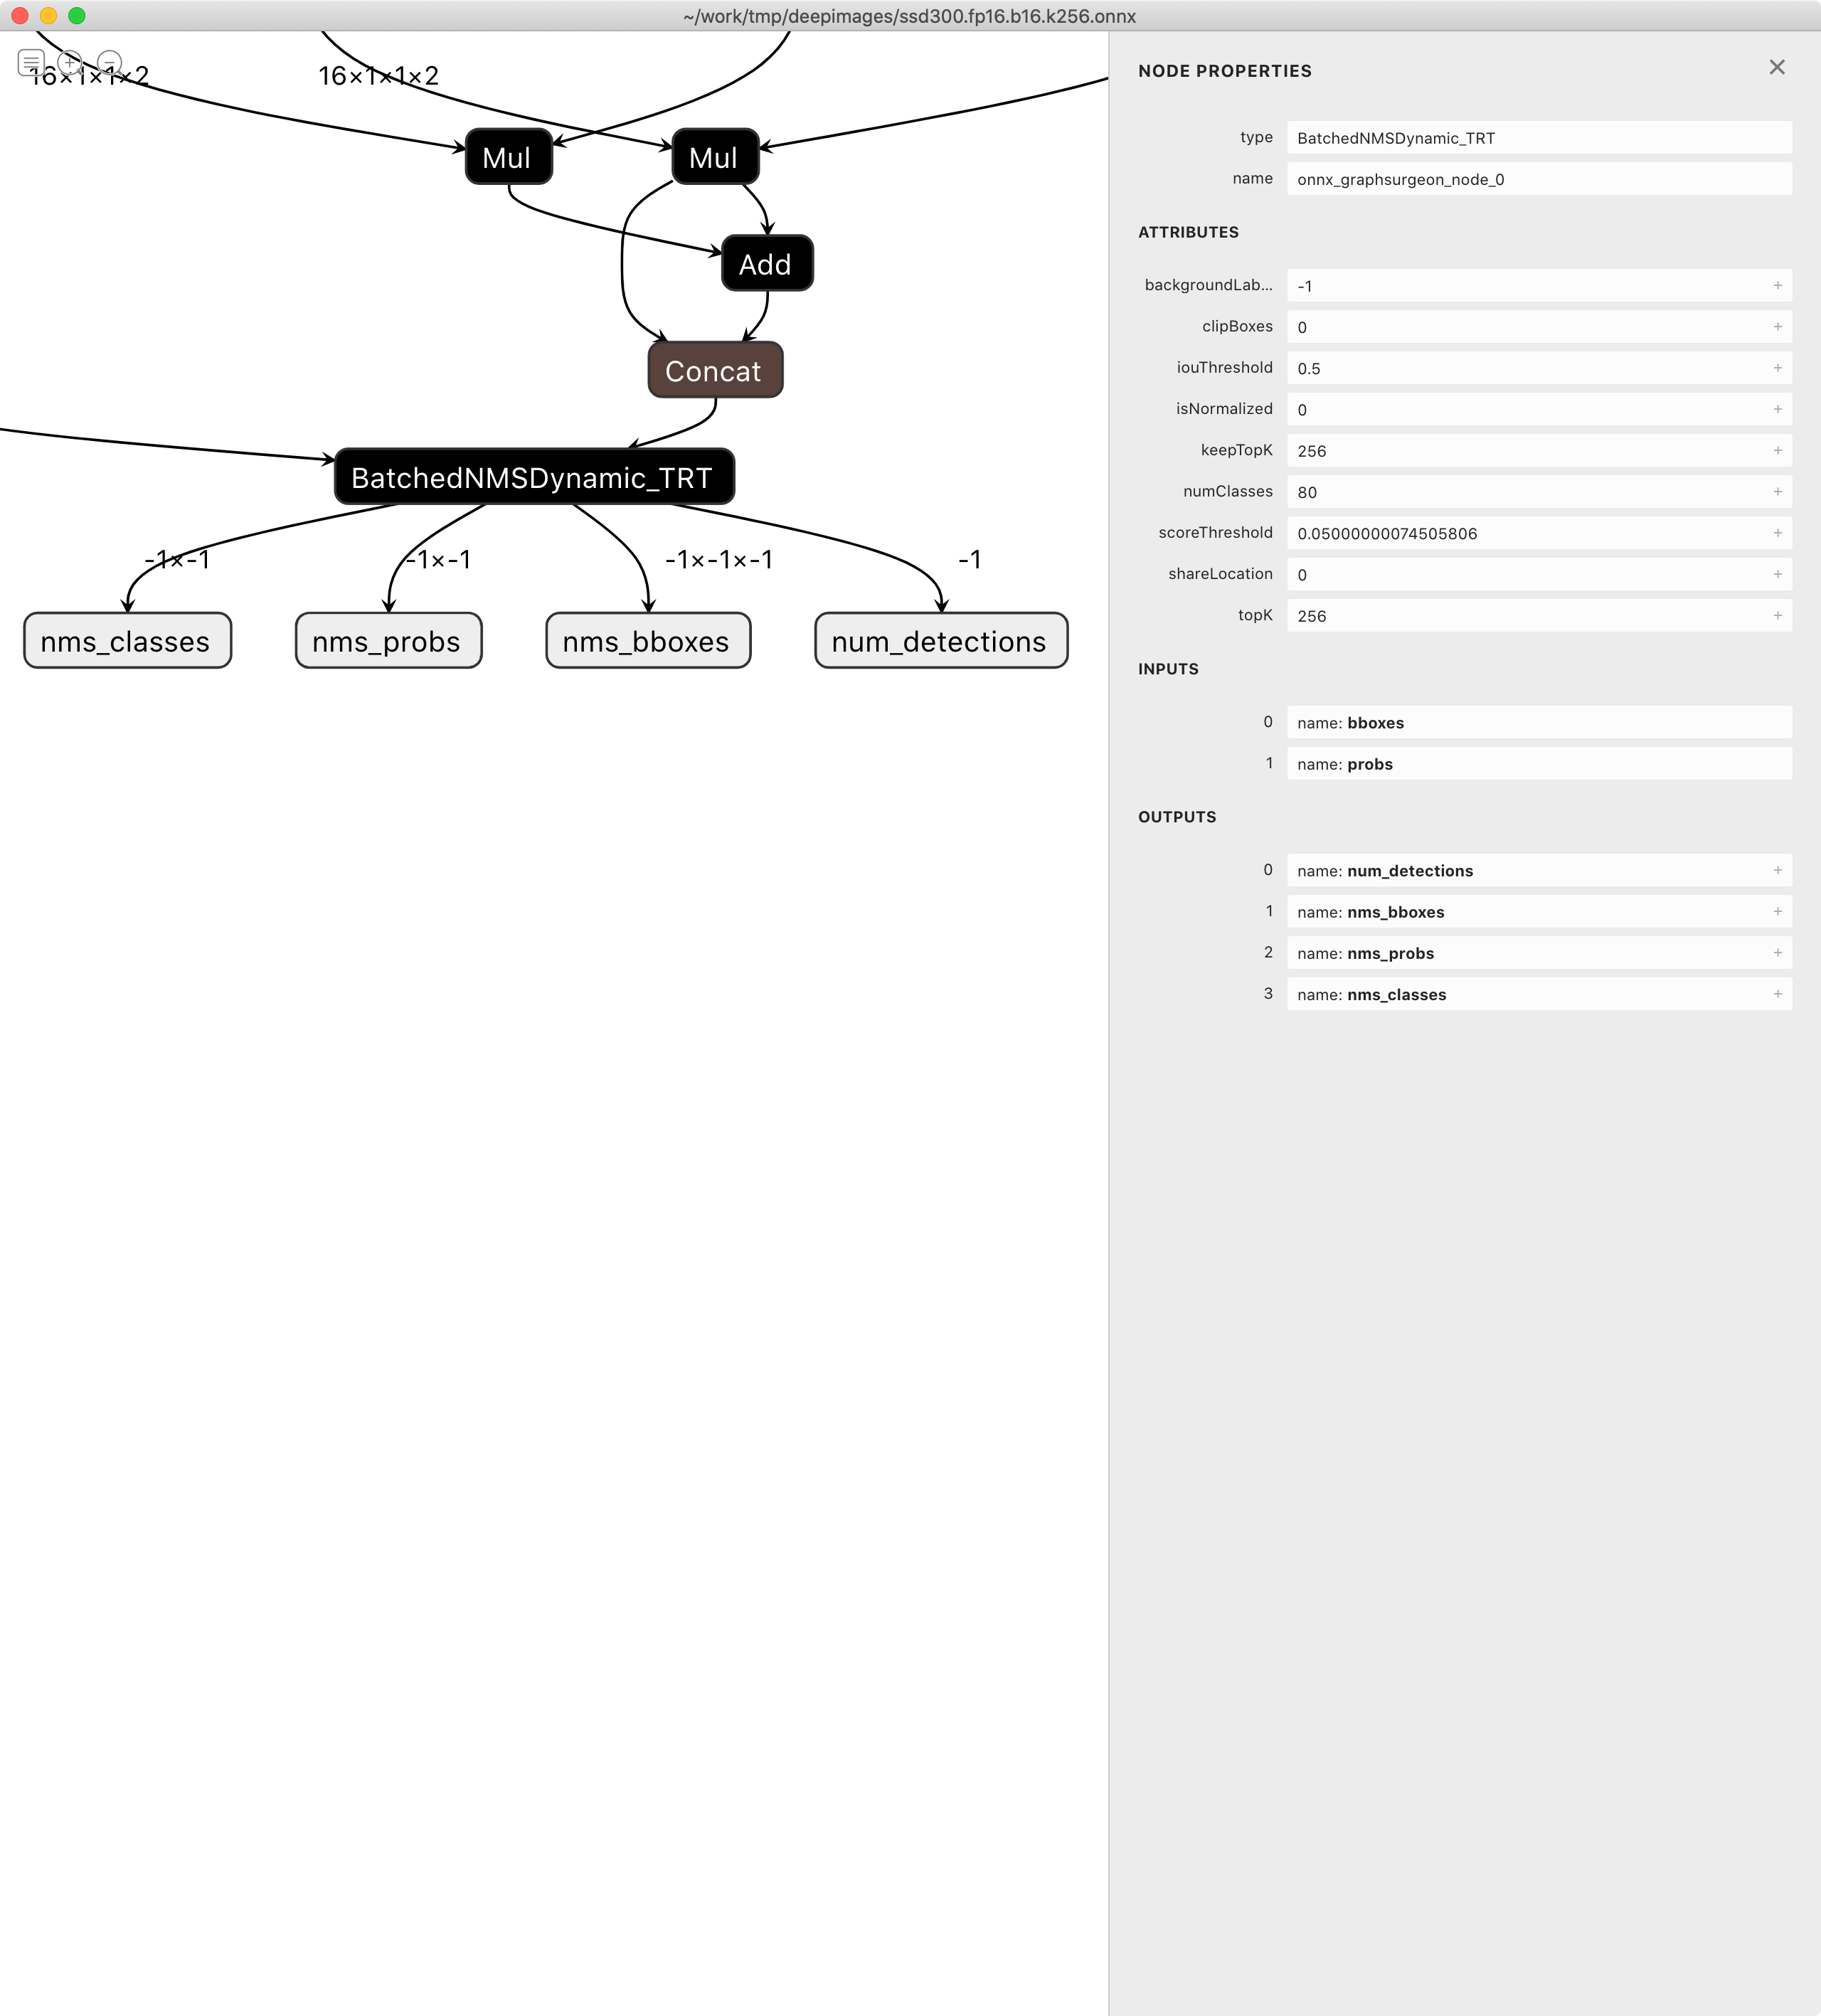 ~/work/tmp/deepimages/ssd300.fp16.b16.k256.onnx
16×1×1×2
16×1×1×2
Mul
Mul
Add
Concat
BatchedNMSDynamic_TRT
-1×-1
-1×-1
-1×-1×-1
-1
nms_classes
nms_probs
nms_bboxes
num_detections
NODE PROPERTIES
type BatchedNMSDynamic_TRT
name onnx_graphsurgeon_node_0
ATTRIBUTES
backgroundLab... -1 +
clipBoxes 0 +
iouThreshold 0.5 +
isNormalized 0 +
keepTopK 256 +
numClasses 80 +
scoreThreshold 0.05000000074505806 +
shareLocation 0 +
topK 256 +
INPUTS
0 name: bboxes
1 name: probs
OUTPUTS
0 name: num_detections +
1 name: nms_bboxes +
2 name: nms_probs +
3 name: nms_classes +